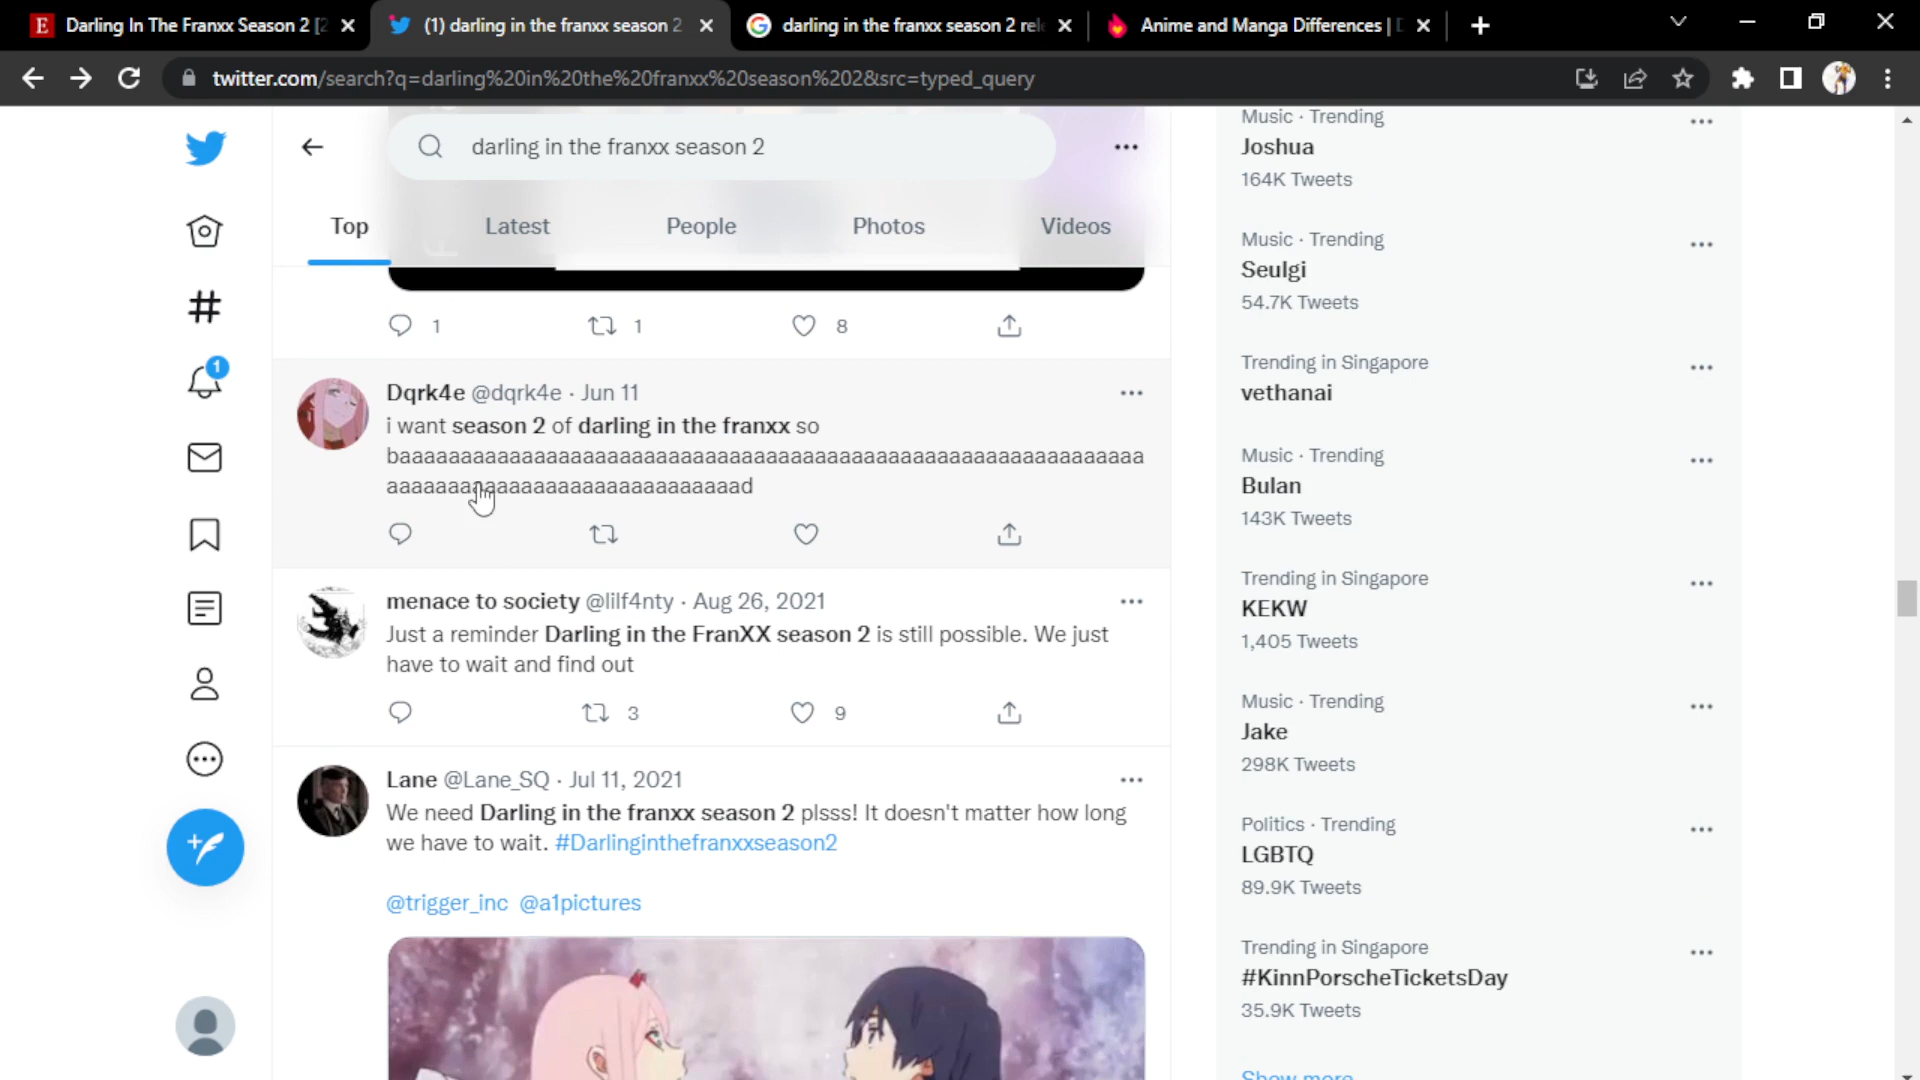 E Darling In The Franxx Season 2 [2
(1) darling in the franxx season 2
darling in the franxx season 2 rel
Anime and Manga Differences |
twitter.com/search?q=darling%20in%20the%20franxx%20season%202&src=typed_query
darling in the franxx season 2
Top
Latest
People
Photos
Videos
1
1
8
1
Dqrk4e @dqrk4e · Jun 11
i want season 2 of darling in the franxx so
baaaaaaaaaaaaaaaaaaaaaaaaaaaaaaaaaaaaaaaaaaaaaaaaaaaaaaaaaaaaa
aaaaaaaaaaaaaaaaaaaaaaaaaaaaad
menace to society @lilf4nty · Aug 26, 2021
Just a reminder Darling in the FranXX season 2 is still possible. We just
have to wait and find out
3
9
Lane @Lane_SQ · Jul 11, 2021
We need Darling in the franxx season 2 plsss! It doesn't matter how long
we have to wait. #Darlinginthefranxxseason2
@trigger_inc @a1pictures
Music · Trending
Joshua
164K Tweets
Music · Trending
Seulgi
54.7K Tweets
Trending in Singapore
vethanai
Music · Trending
Bulan
143K Tweets
Trending in Singapore
KEKW
1,405 Tweets
Music · Trending
Jake
298K Tweets
Politics · Trending
LGBTQ
89.9K Tweets
Trending in Singapore
#KinnPorscheTicketsDay
35.9K Tweets
Show more